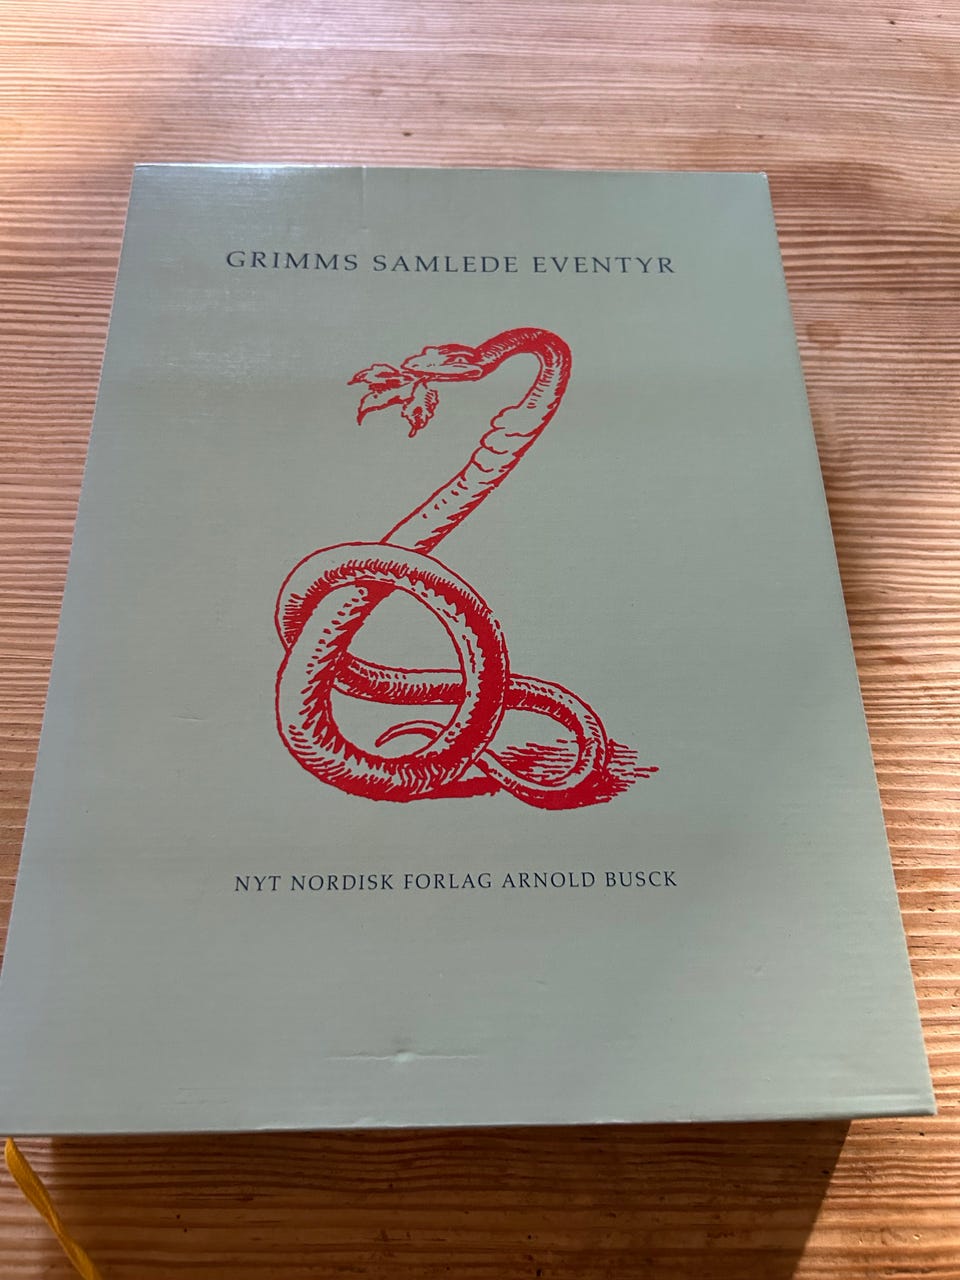 GRIMMS SAMLEDE EVENTYR
NYT NORDISK FORLAG ARNOLD BUSCK